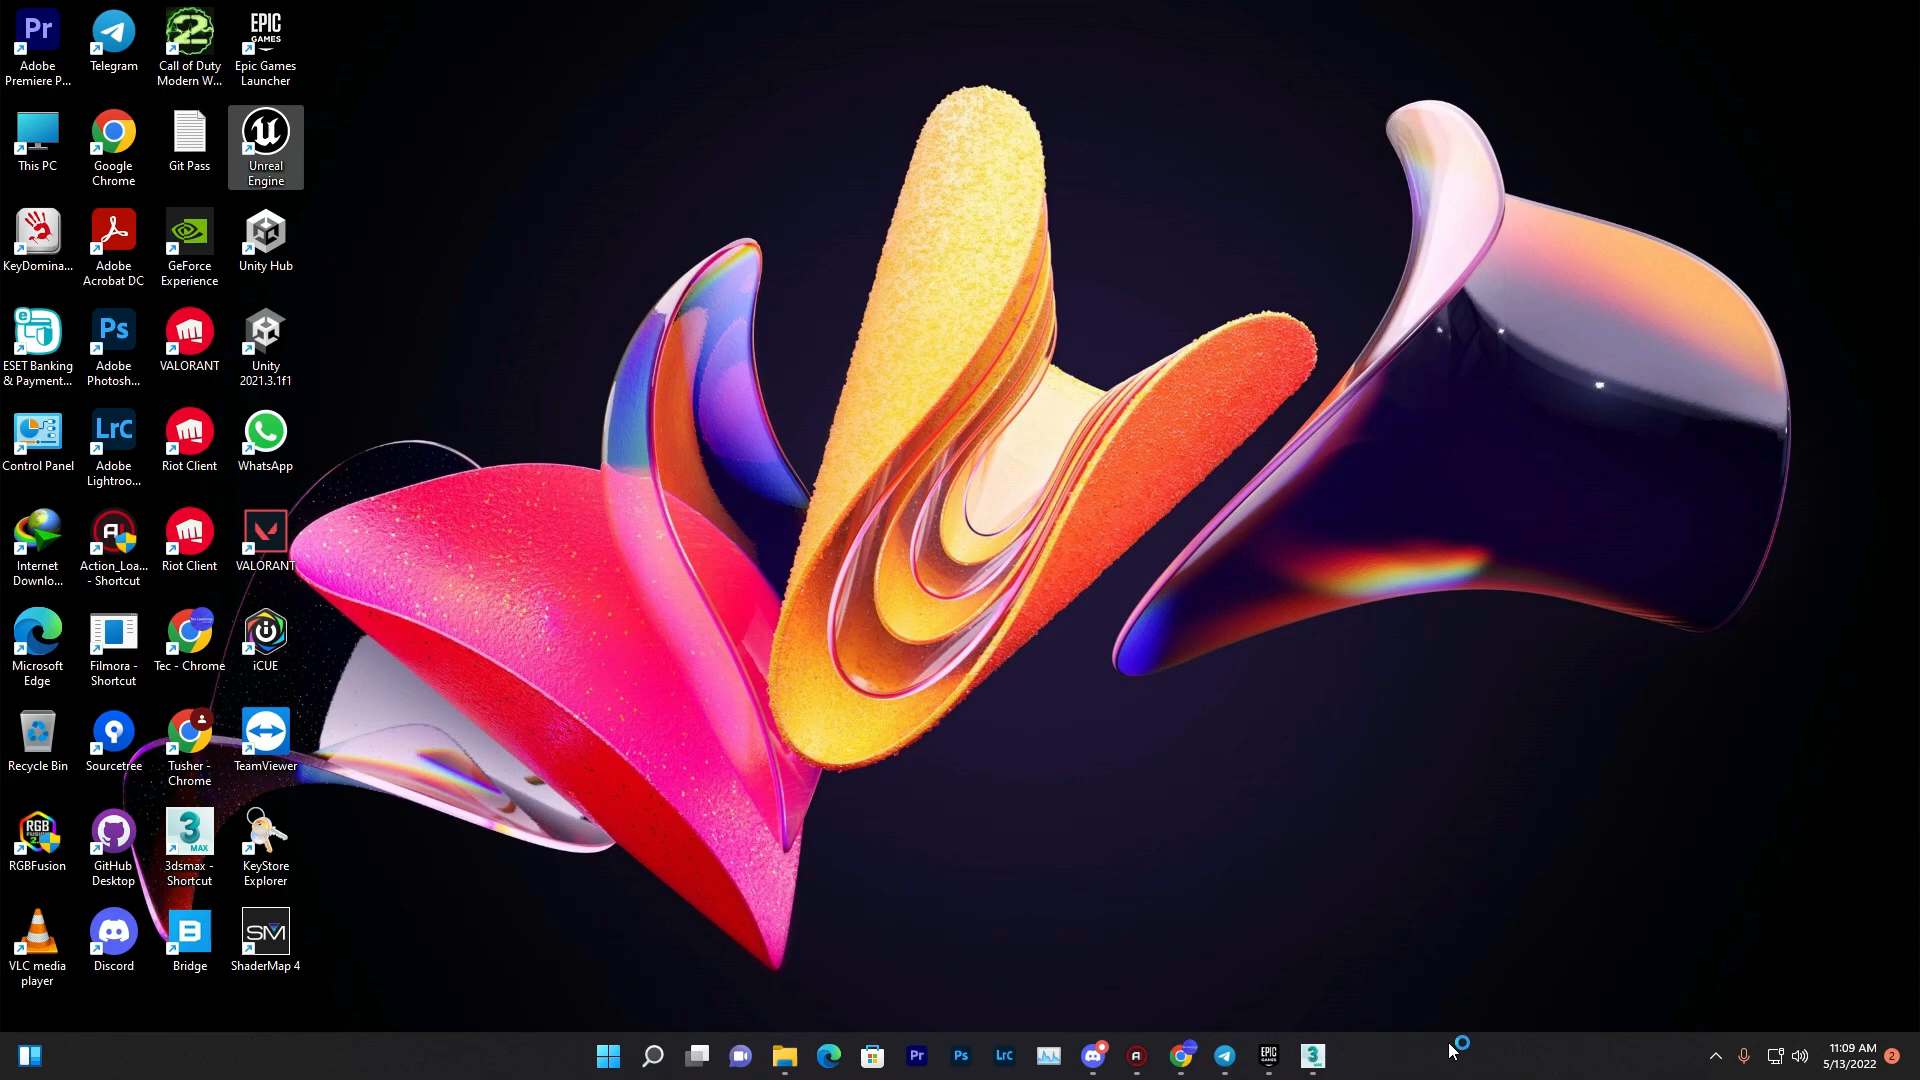 Pr
Adobe
Premiere P...
Telegram
2
Call of Duty
Modern W...
EPIC
GAMES
Epic Games
Launcher
This PC
Google
Chrome
Git Pass
Unreal
Engine
KeyDomina...
Adobe
Acrobat DC
GeForce
Experience
Unity Hub
e
ESET Banking
& Payment...
Ps
Adobe
Photosh...
VALORANT
Unity
2021.3.1f1
Control Panel
LrC
Adobe
Lightroo...
Riot Client
WhatsApp
Internet
Downlo...
Action_Loa...
- Shortcut
Riot Client
VALORANT
Microsoft
Edge
Filmora -
Shortcut
Tec - Chrome
iCUE
Recycle Bin
Sourcetree
Tusher -
Chrome
TeamViewer
RGB
RGBFusion
GitHub
Desktop
3
MAX
3dsmax -
Shortcut
KeyStore
Explorer
VLC media
player
Discord
B
Bridge
SM
ShaderMap 4
Pr
Ps
LrC
EPIC
3
11:09 AM
5/13/2022
2